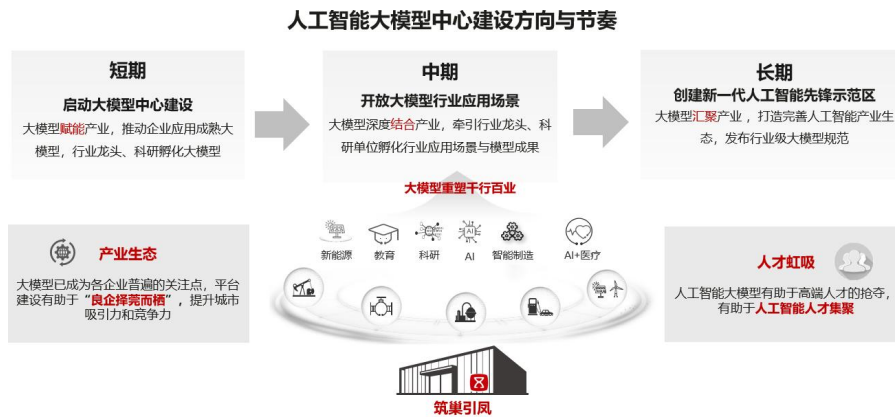 人工智能大模型中心建设方向与节奏
短期
启动大模型中心建设
大模型赋能产业，推动企业应用成熟大
模型，行业龙头、科研孵化大模型
中期
开放大模型行业应用场景
大模型深度结合产业，牵引行业龙头、科
研单位孵化行业应用场景与模型成果
长期
创建新一代人工智能先锋示范区
大模型汇聚产业，打造完善人工智能产业生
态，发布行业级大模型规范
大模型重塑千行百业
新能源
教育
科研
AI
AI
智能制造
AI+医疗
产业生态
大模型已成为各企业普遍的关注点，平台
建设有助于“良企择莞而栖”，提升城市
吸引力和竞争力
人才虹吸
人工智能大模型有助于高端人才的抢夺，
有助于人工智能人才集聚
筑巢引凤